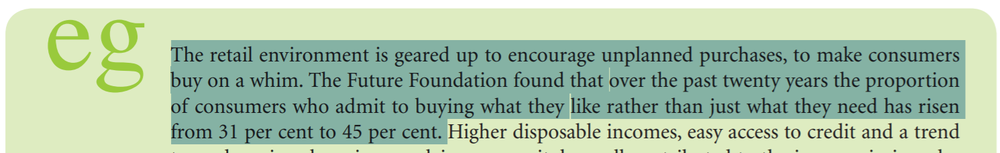 eg
The retail environment is geared up to encourage unplanned purchases, to make consumers
buy on a whim. The Future Foundation found that over the past twenty years the proportion
of consumers who admit to buying what they like rather than just what they need has risen
from 31 per cent to 45 per cent. Higher disposable incomes, easy access to credit and a trend